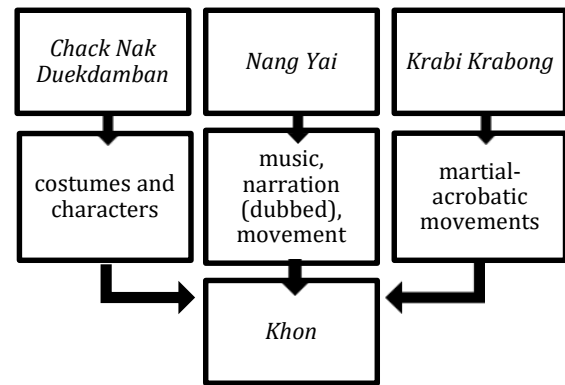 Chack Nak
Duekdamban
Nang Yai
Krabi Krabong
costumes and
characters
music,
narration
(dubbed),
movement
martial-
acrobatic
movements
Khon